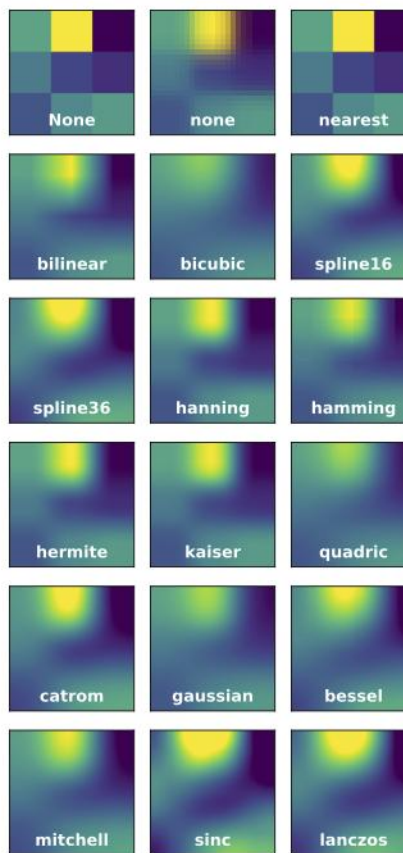 None
none
nearest
bilinear
bicubic
spline16
spline36
hanning
hamming
hermite
kaiser
quadric
catrom
gaussian
bessel
mitchell
sinc
lanczos